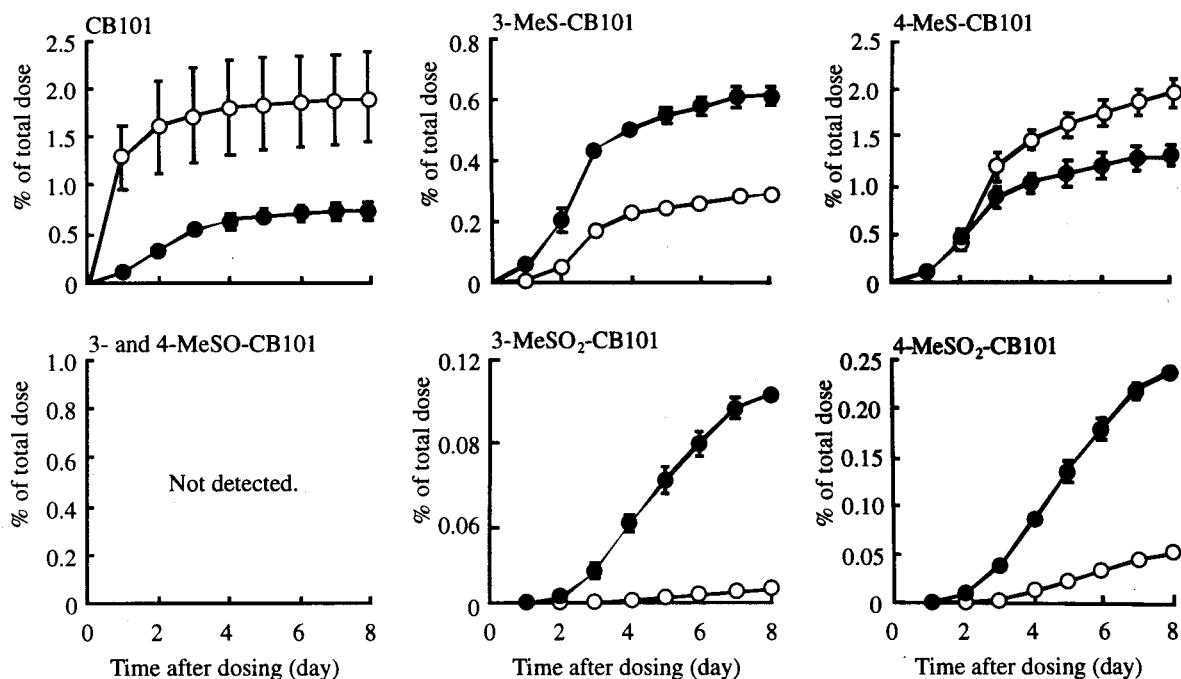 CB101
3-MeS-CB101
4-MeS-CB101
% of total dose
2.5
2.0
1.5
1.0
0.5
0
% of total dose
0.8
0.6
0.4
0.2
0
% of total dose
2.5
2.0
1.5
1.0
0.5
0
3- and 4-MeSO-CB101
3-MeSO₂-CB101
4-MeSO₂-CB101
% of total dose
1.0
0.8
0.6
0.4
0.2
0
Not detected.
% of total dose
0.12
0.08
0.06
0
% of total dose
0.25
0.20
0.15
0.10
0.05
0
0 2 4 6 8
0 2 4 6 8
0 2 4 6 8
Time after dosing (day)
Time after dosing (day)
Time after dosing (day)